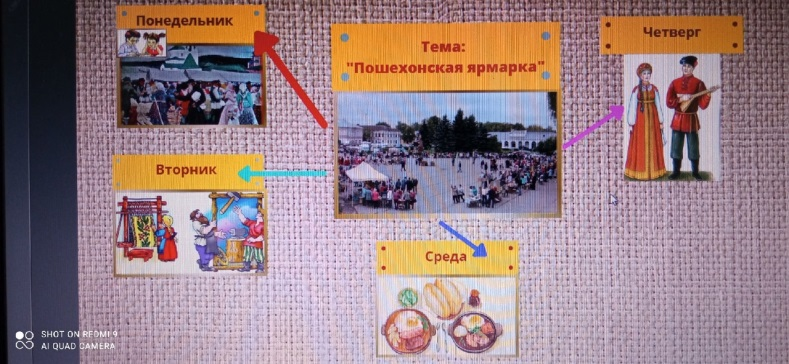 Понедельник
Тема:
"Пошехонская ярмарка"
Четверг
Вторник
Среда
SHOT ON REDMI 9
AI QUAD CAMERA